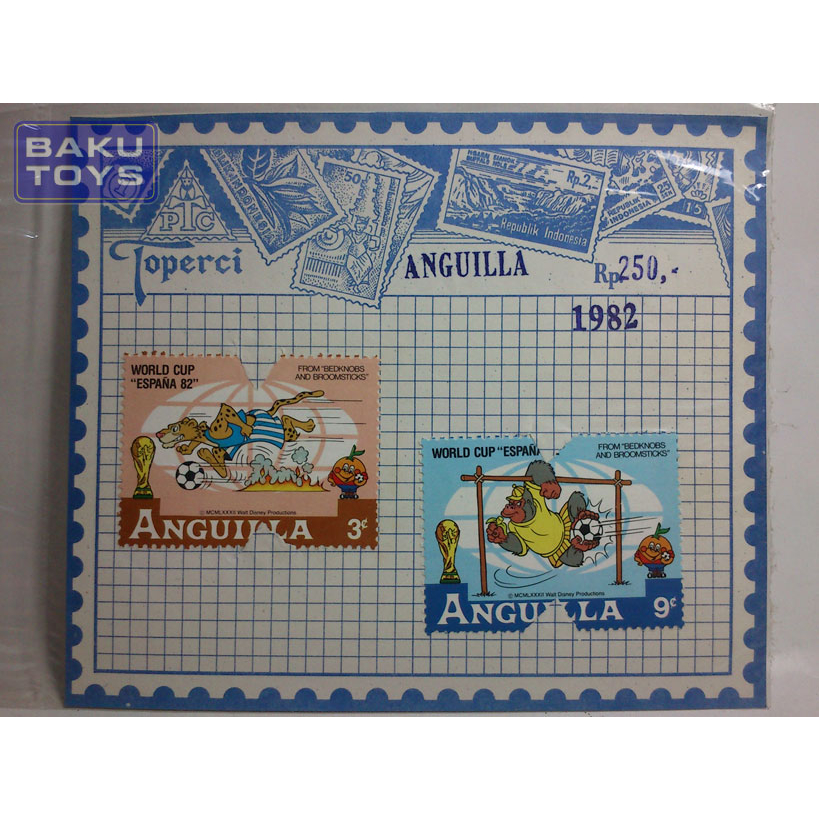 BAKU
TOYS
PTC
Toperci
50
Rp.2,-
Republik Indonesia
REPUBLIK
INDONESIA
25
15
ANGUILLA
Rp250,-
1982
WORLD CUP
"ESPAÑA 82"
FROM "BEDKNOBS
AND BROOMSTICKS"
© MCMLXXXII Walt Disney Productions
ANGUILLA
3¢
WORLD CUP "ESPAÑA
FROM "BEDKNOBS
AND BROOMSTICKS"
© MCMLXXXII Walt Disney Productions
ANGUILLA
9¢